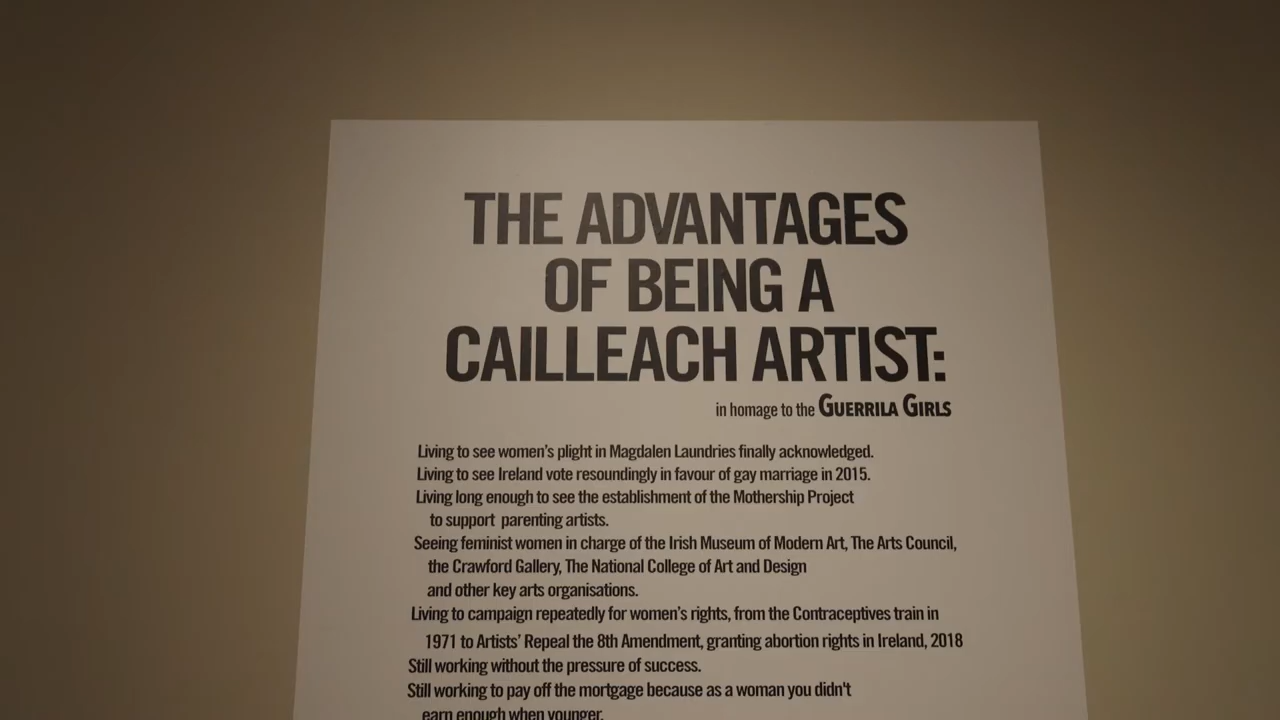 THE ADVANTAGES
OF BEING A
CAILLEACH ARTIST:
in homage to the GUERRILA GIRLS
Living to see women's plight in Magdalen Laundries finally acknowledged.
Living to see Ireland vote resoundingly in favour of gay marriage in 2015.
Living long enough to see the establishment of the Mothership Project
to support parenting artists.
Seeing feminist women in charge of the Irish Museum of Modern Art, The Arts Council,
the Crawford Gallery, The National College of Art and Design
and other key arts organisations.
Living to campaign repeatedly for women's rights, from the Contraceptives train in
1971 to Artists' Repeal the 8th Amendment, granting abortion rights in Ireland, 2018
Still working without the pressure of success.
Still working to pay off the mortgage because as a woman you didn't
earn enough when younger.